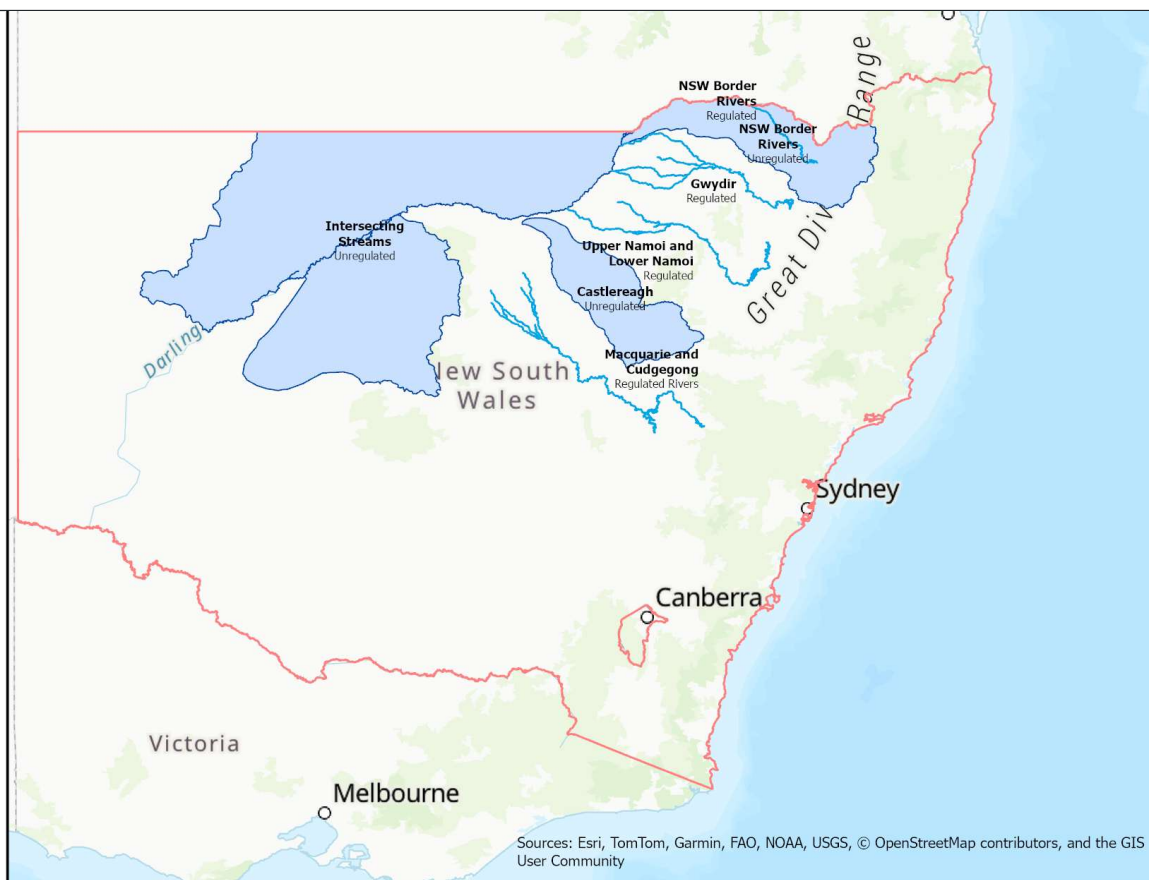 Range
NSW Border
Rivers
Regulated
NSW Border
Rivers
Unregulated
Gwydir
Regulated
Great Div
Intersecting
Streams
Unregulated
Upper Namoi and
Lower Namoi
Regulated
Castlereagh
Unregulated
Darling
Macquarie and
Cudgegong
Regulated Rivers
New South
Wales
Sydney
Canberra
Victoria
Melbourne
Sources: Esri, TomTom, Garmin, FAO, NOAA, USGS, © OpenStreetMap contributors, and the GIS
User Community